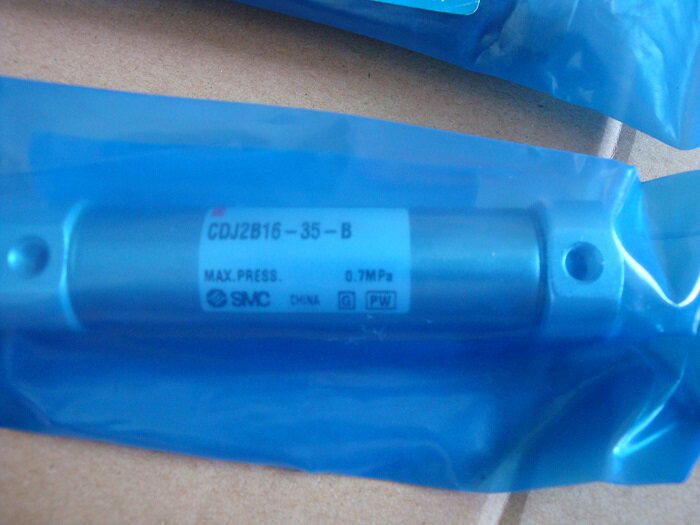 CDJ2B16-35-B
MAX.PRESS. 0.7MPa
SMC CHINA G PW